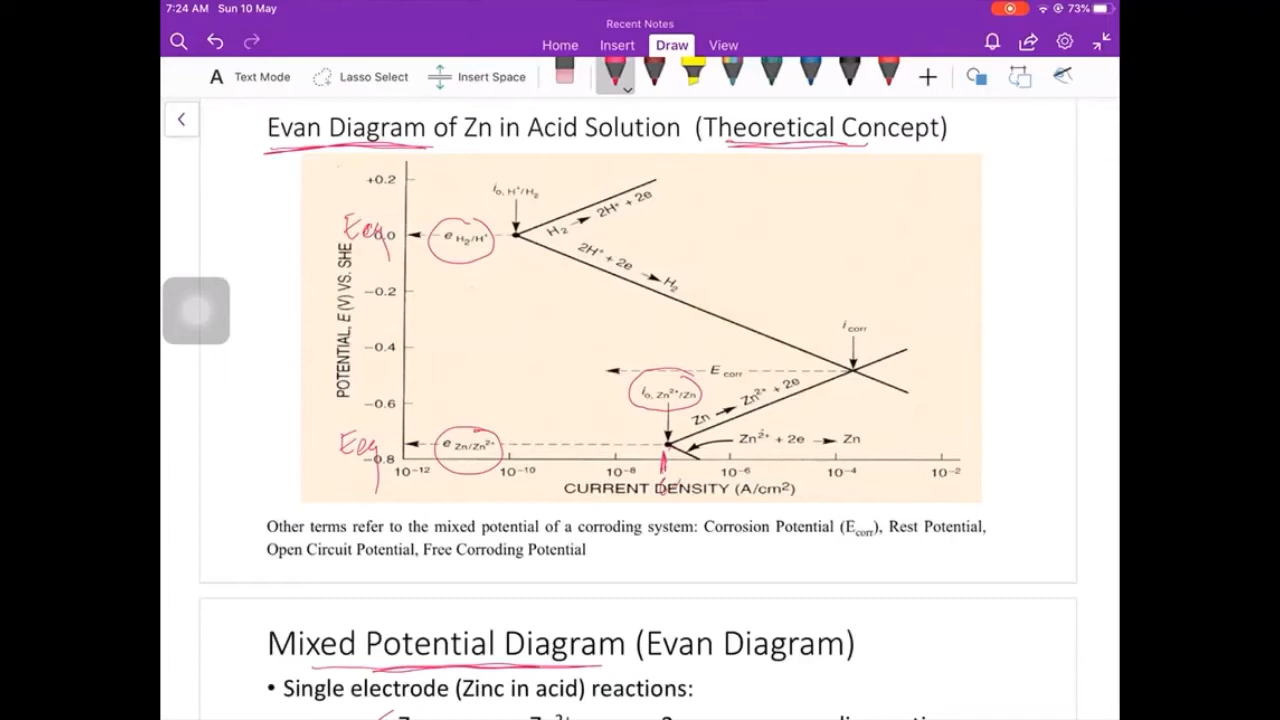 7:24 AM Sun 10 May
73%
Recent Notes
Home Insert Draw View
A Text Mode Lasso Select Insert Space
Evan Diagram of Zn in Acid Solution (Theoretical Concept)
+0.2
i₀, H⁺/H₂
H₂ → 2H⁺ + 2e
Eeq
0.0
e H₂/H⁺
2H⁺ + 2e → H₂
POTENTIAL, E (V) VS. SHE
−0.2
i corr
−0.4
E corr
i₀, Zn²⁺/Zn
Zn → Zn²⁺ + 2e
−0.6
Eeq
e Zn/Zn²⁺
Zn²⁺ + 2e → Zn
−0.8
10⁻¹² 10⁻¹⁰ 10⁻⁸ 10⁻⁶ 10⁻⁴ 10⁻²
CURRENT DENSITY (A/cm²)
Other terms refer to the mixed potential of a corroding system: Corrosion Potential (Ecorr), Rest Potential,
Open Circuit Potential, Free Corroding Potential
Mixed Potential Diagram (Evan Diagram)
• Single electrode (Zinc in acid) reactions: